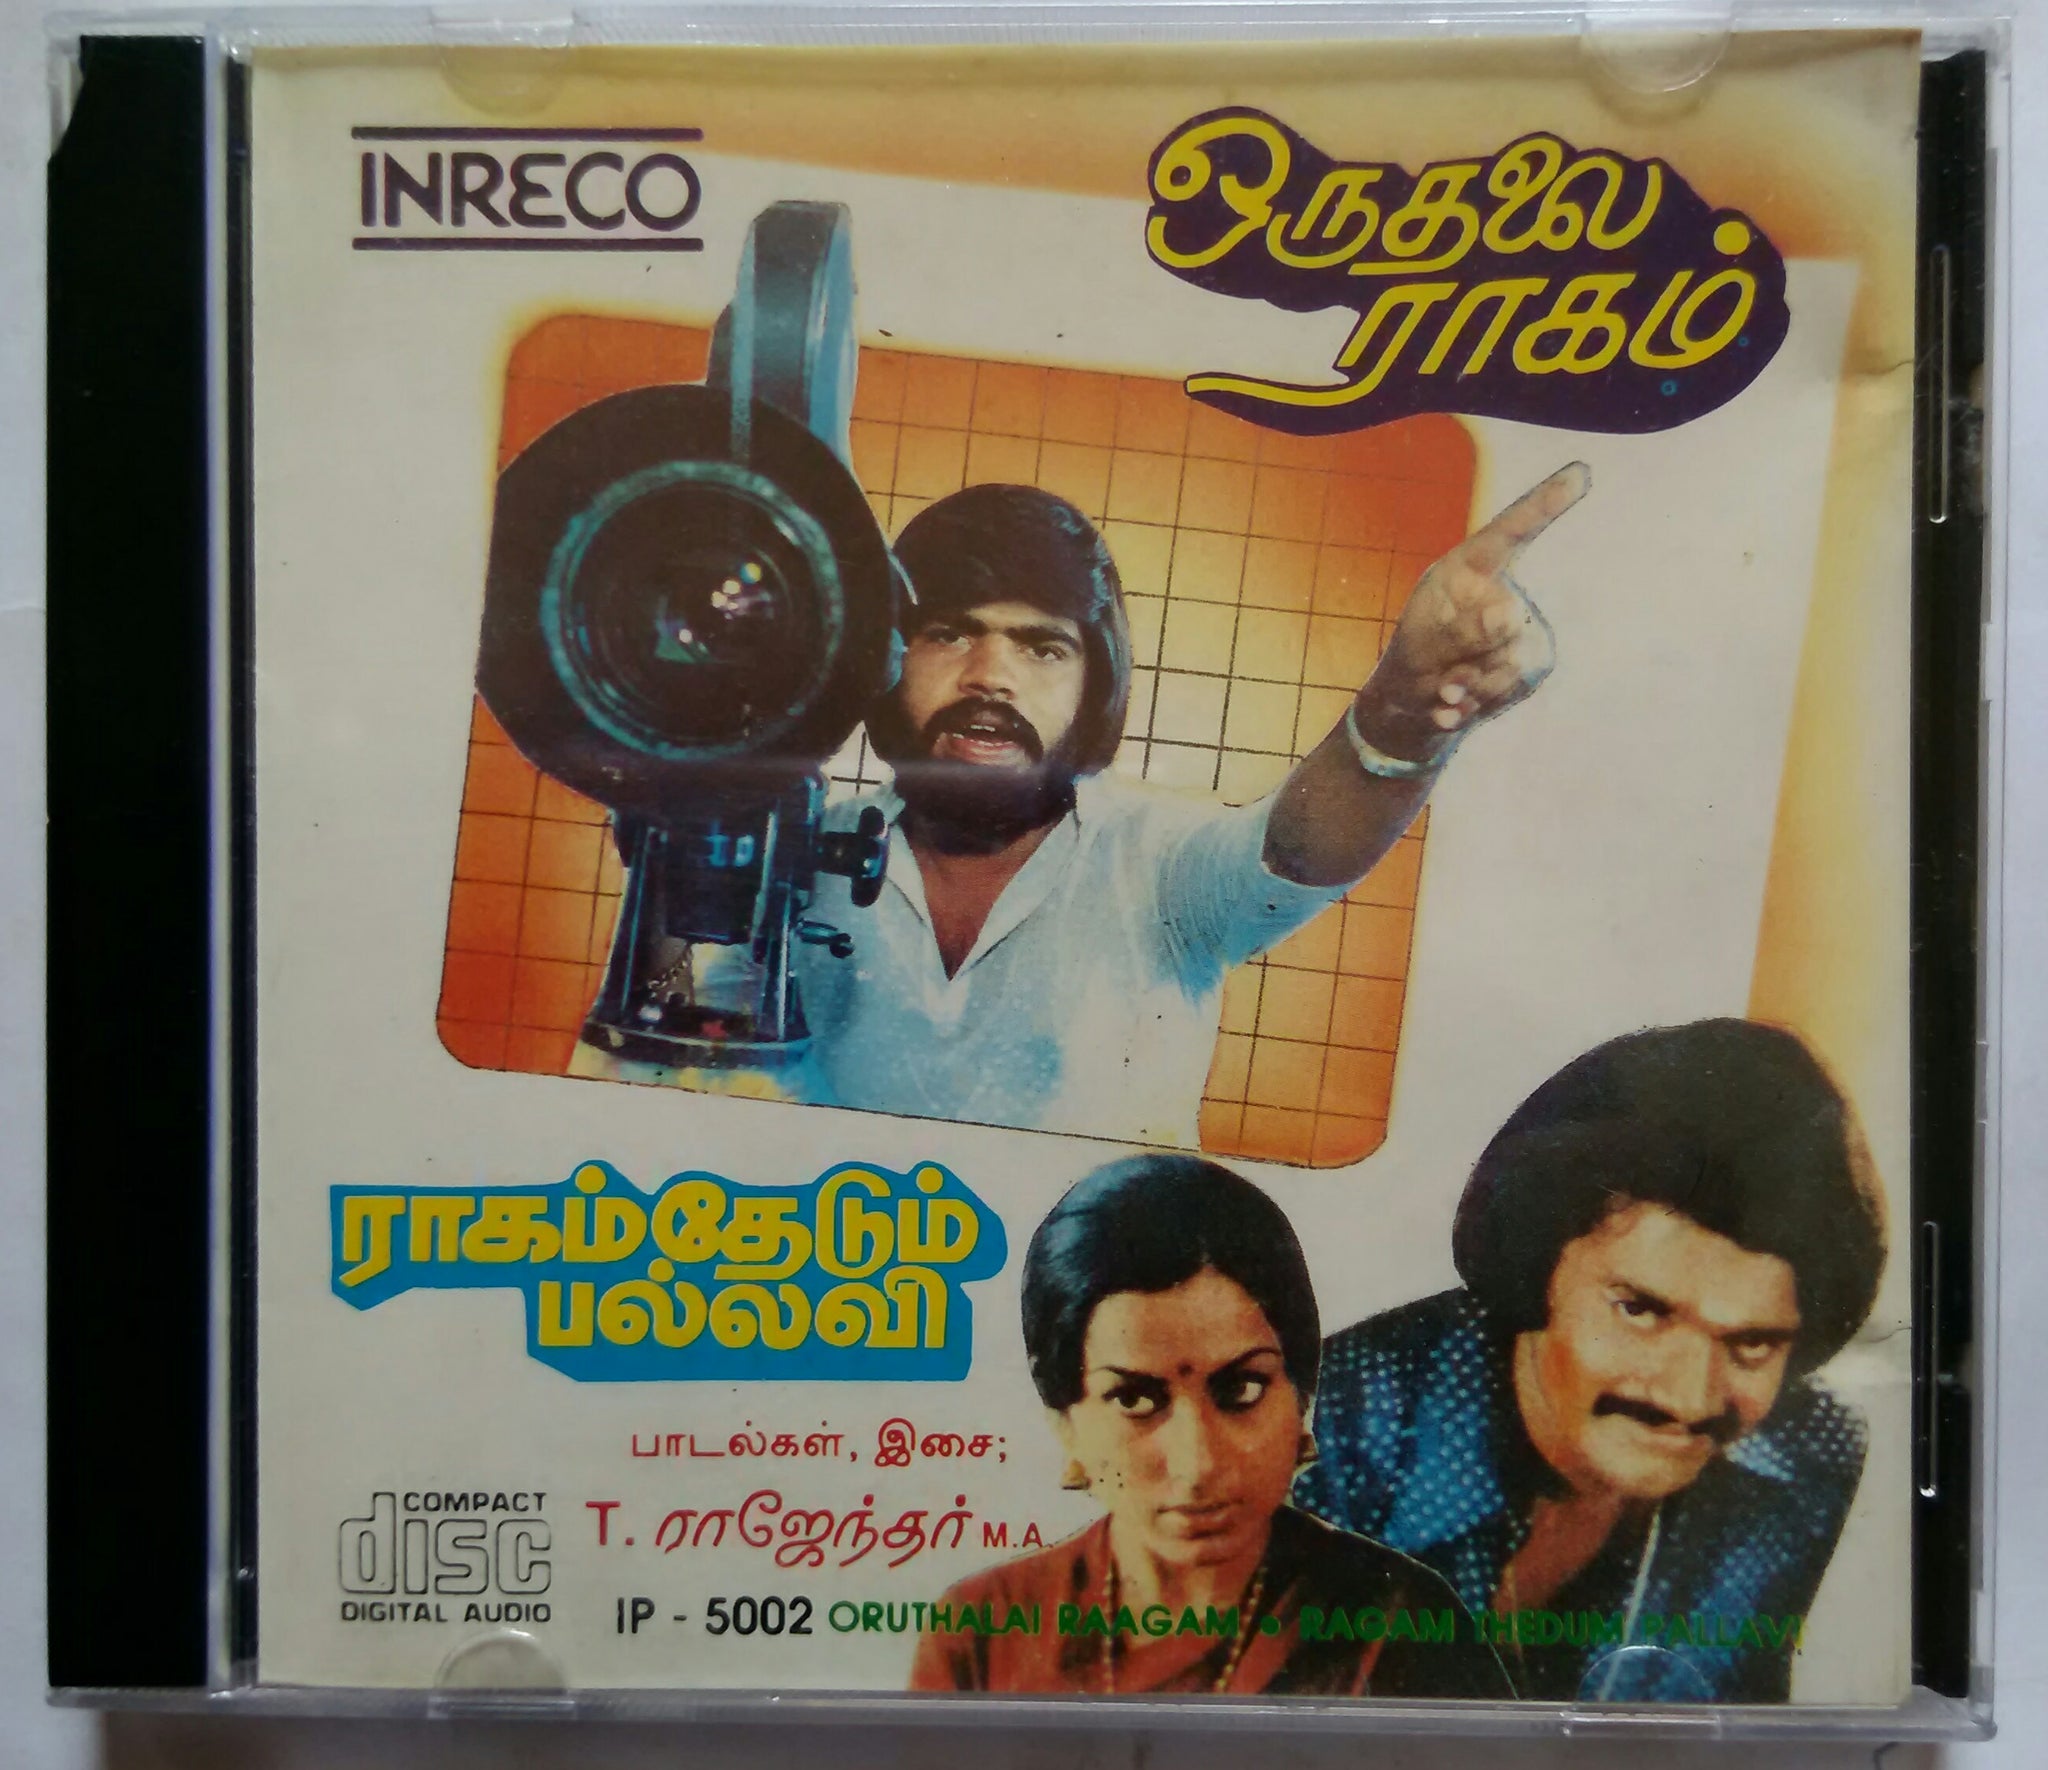 INRECO
ஒருதலை
ராகம்
ராகம்தேடும்
பல்லவி
பாடல்கள், இசை;
T. ராஜேந்தர் M.A.
COMPACT
disc
DIGITAL AUDIO
IP - 5002 ORUTHALAI RAAGAM • RAGAM THEDUM PALLAVI